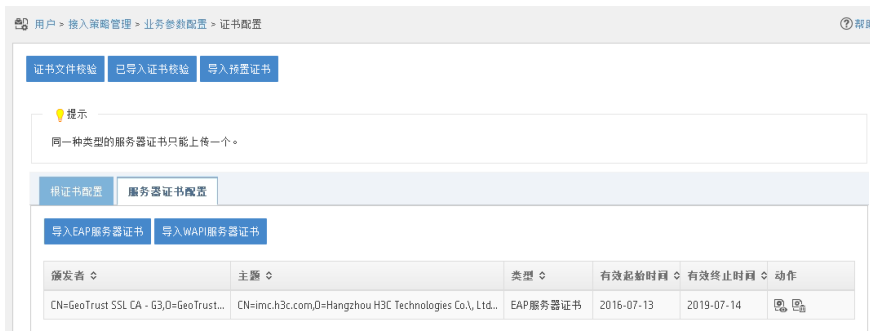 用户 > 接入策略管理 > 业务参数配置 > 证书配置
帮助
证书文件校验 已导入证书校验 导入预置证书
提示
同一种类型的服务器证书只能上传一个。
根证书配置 服务器证书配置
导入EAP服务器证书 导入WAPI服务器证书
颁发者 主题 类型 有效起始时间 有效终止时间 动作
CN=GeoTrust SSL CA - G3,O=GeoTrust... CN=imc.h3c.com,O=Hangzhou H3C Technologies Co.\, Ltd... EAP服务器证书 2016-07-13 2019-07-14